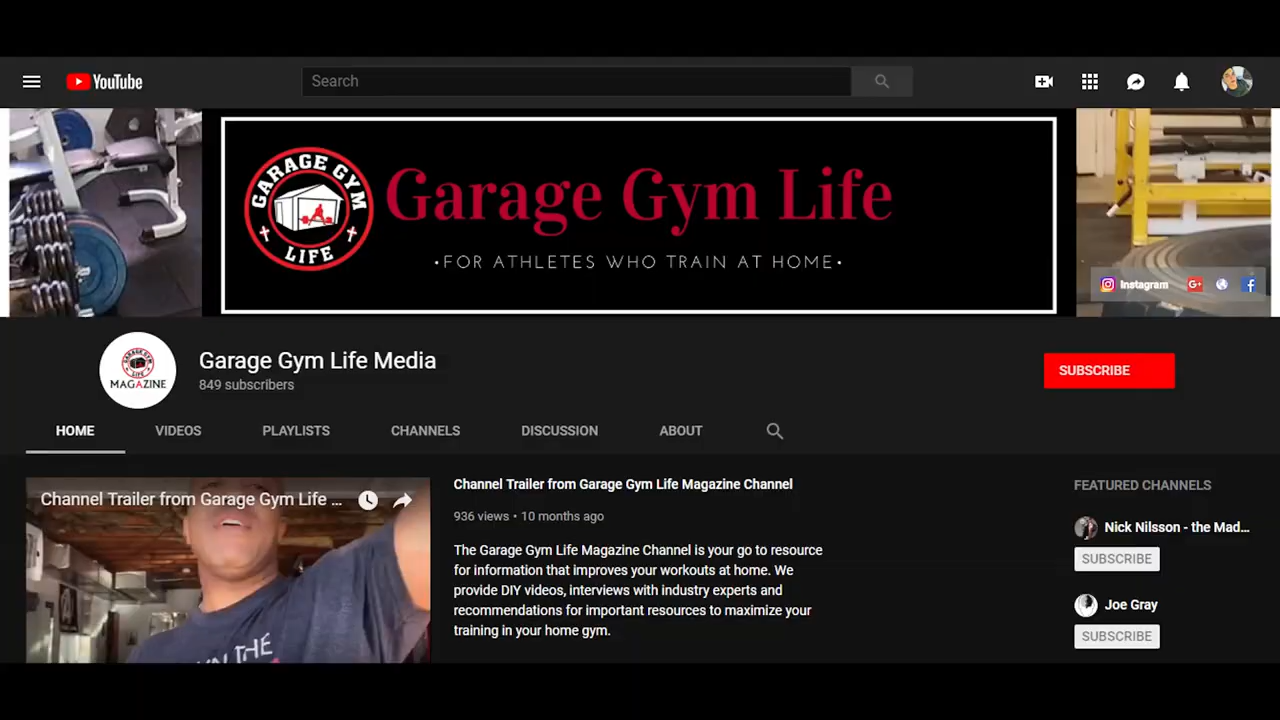 YouTube
Search
GARAGE GYM
LIFE
Garage Gym Life
•FOR ATHLETES WHO TRAIN AT HOME•
Instagram
GARAGE GYM
LIFE
MAGAZINE
Garage Gym Life Media
849 subscribers
SUBSCRIBE
HOME
VIDEOS
PLAYLISTS
CHANNELS
DISCUSSION
ABOUT
Channel Trailer from Garage Gym Life ...
THE
Channel Trailer from Garage Gym Life Magazine Channel
936 views • 10 months ago
The Garage Gym Life Magazine Channel is your go to resource
for information that improves your workouts at home. We
provide DIY videos, interviews with industry experts and
recommendations for important resources to maximize your
training in your home gym.
FEATURED CHANNELS
Nick Nilsson - the Mad...
SUBSCRIBE
Joe Gray
SUBSCRIBE